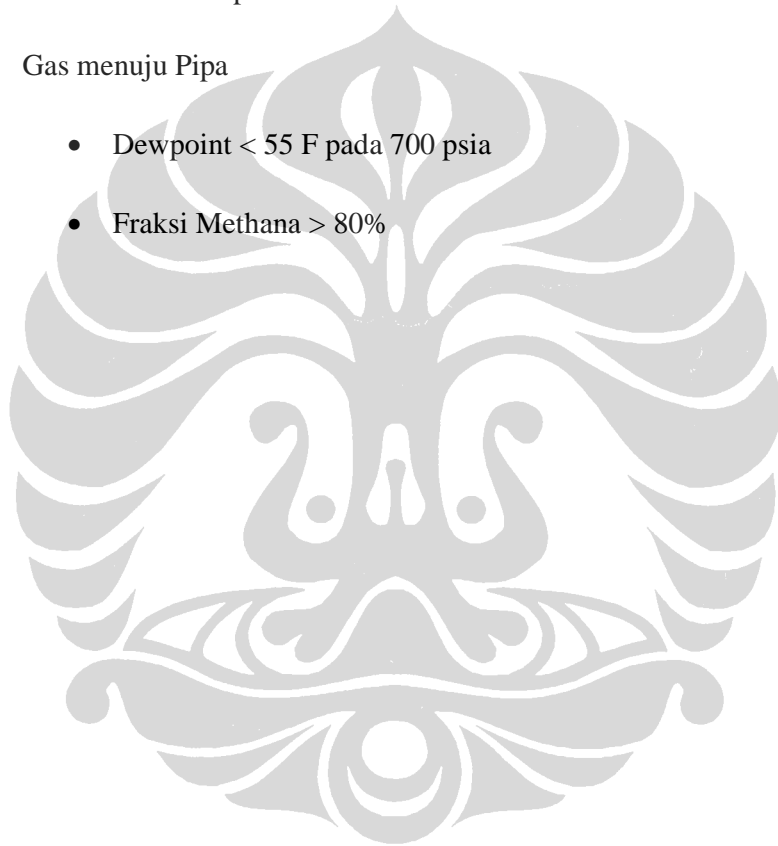 Gas menuju Pipa
• Dewpoint < 55 F pada 700 psia
• Fraksi Methana > 80%